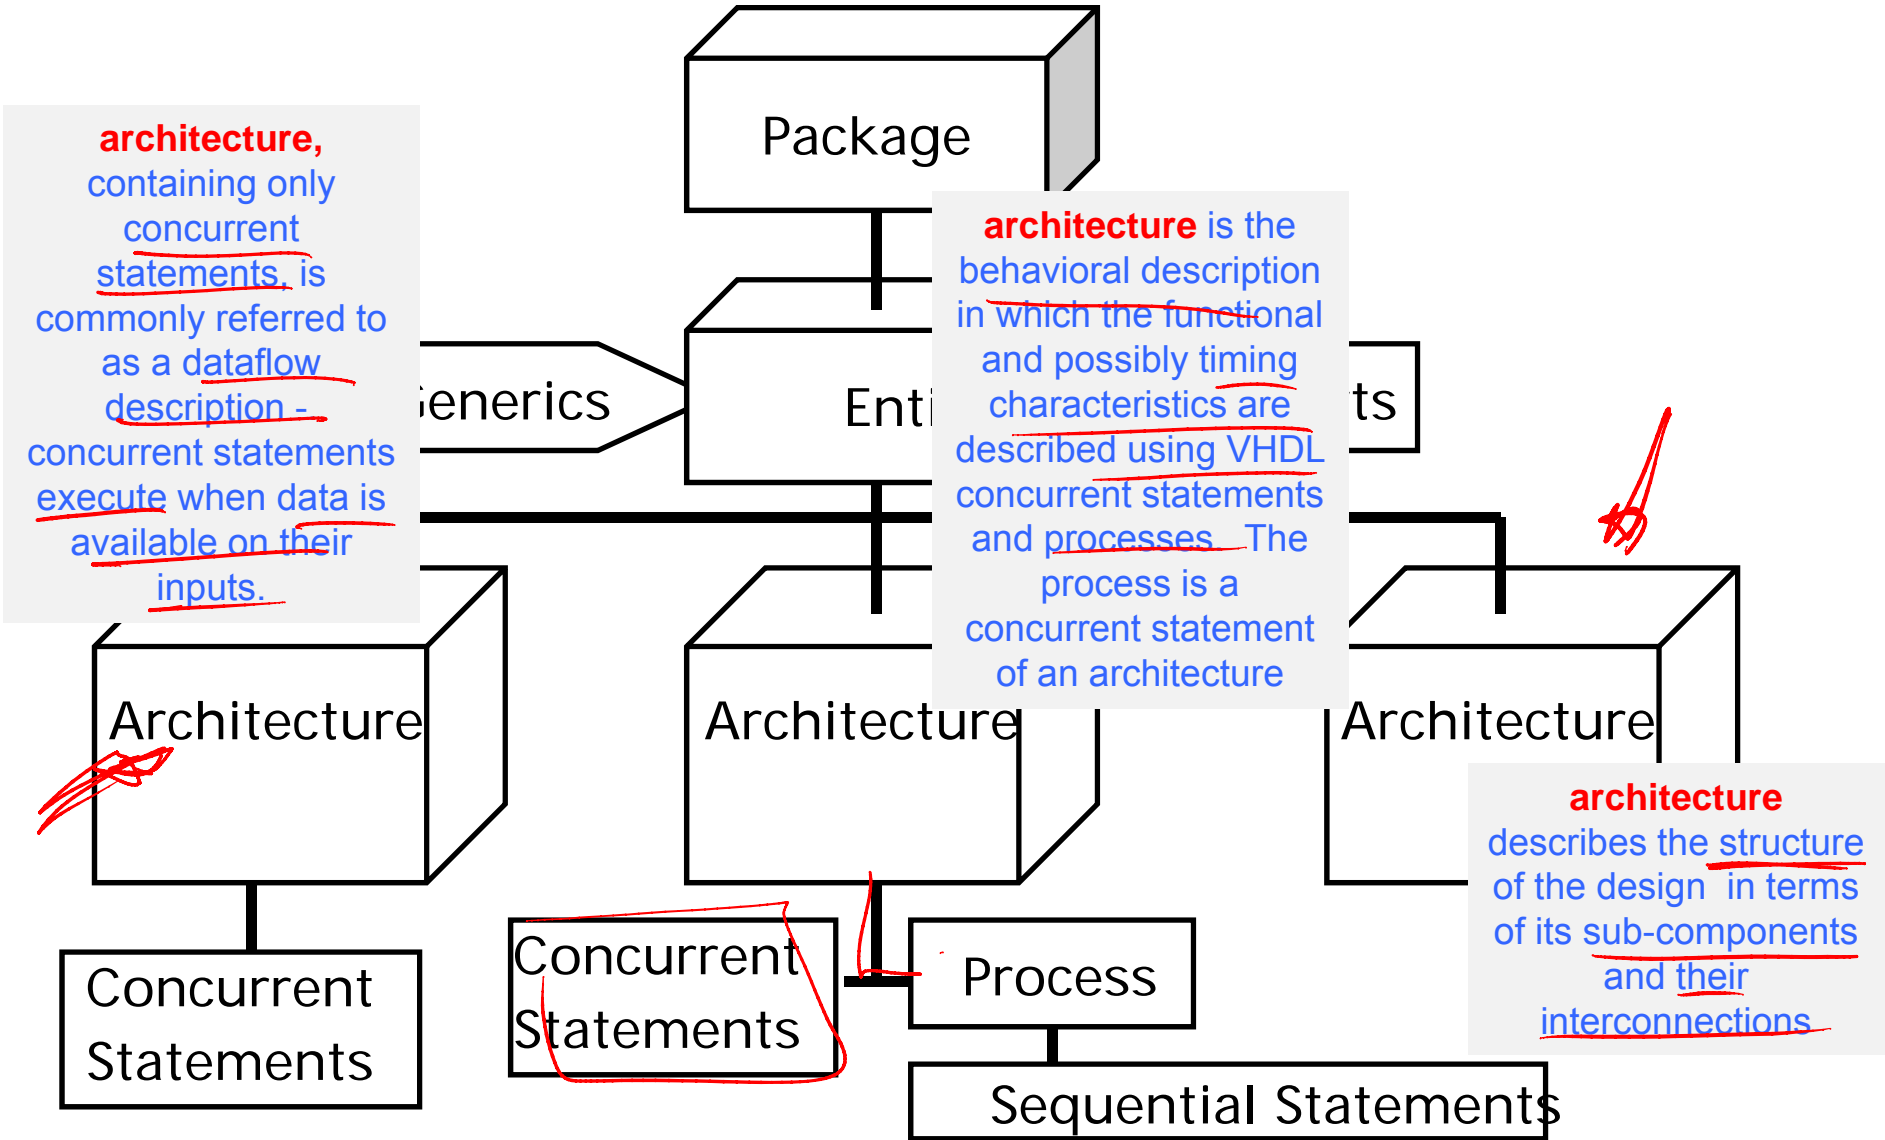 Package
architecture,
containing only
concurrent
statements, is
commonly referred to
as a dataflow
description -
concurrent statements
execute when data is
available on their
inputs.
architecture is the
behavioral description
in which the functional
and possibly timing
characteristics are
described using VHDL
concurrent statements
and processes. The
process is a
concurrent statement
of an architecture
enerics
Enti
ts
Architecture
Architecture
Architecture
architecture
describes the structure
of the design in terms
of its sub-components
and their
interconnections
Concurrent
Statements
Concurrent
Statements
Process
Sequential Statements